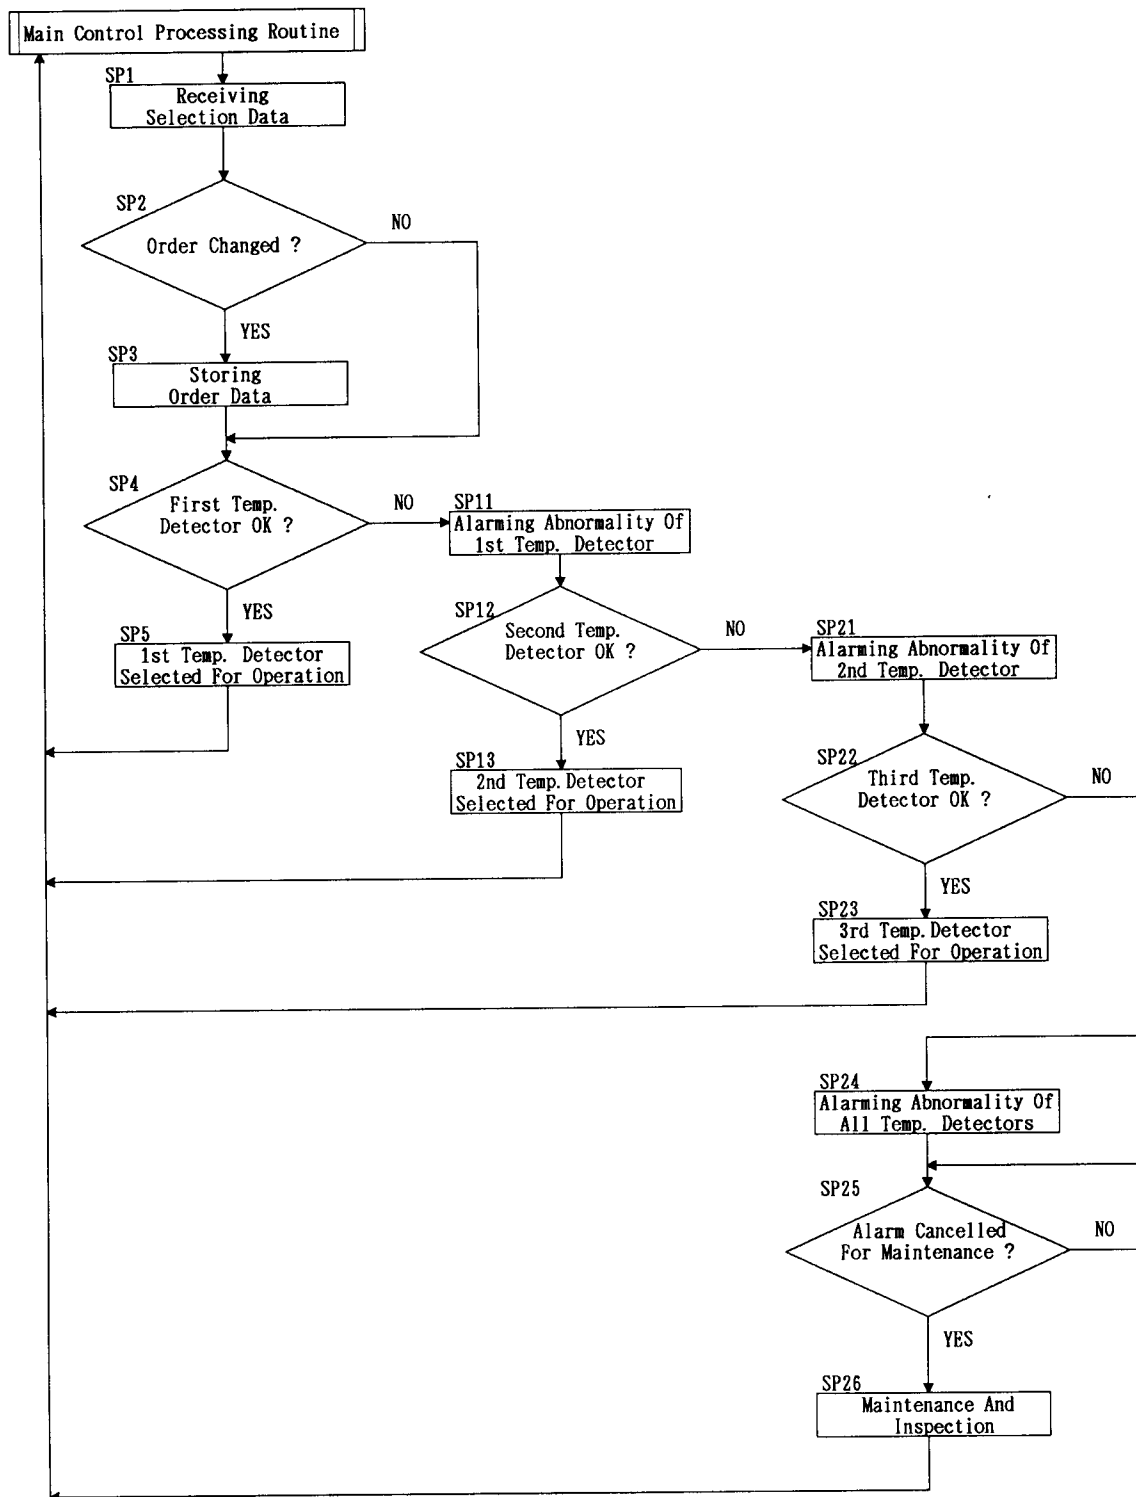 Main Control Processing Routine
SP1
Receiving
Selection Data
SP2
NO
Order Changed ?
YES
SP3
Storing
Order Data
SP4
First Temp.
Detector OK ?
NO
YES
SP5
1st Temp. Detector
Selected For Operation
SP11
Alarming Abnormality Of
1st Temp. Detector
SP12
Second Temp.
Detector OK ?
NO
YES
SP13
2nd Temp. Detector
Selected For Operation
SP21
Alarming Abnormality Of
2nd Temp. Detector
SP22
Third Temp.
Detector OK ?
NO
YES
SP23
3rd Temp. Detector
Selected For Operation
SP24
Alarming Abnormality Of
All Temp. Detectors
SP25
Alarm Cancelled
For Maintenance ?
NO
YES
SP26
Maintenance And
Inspection